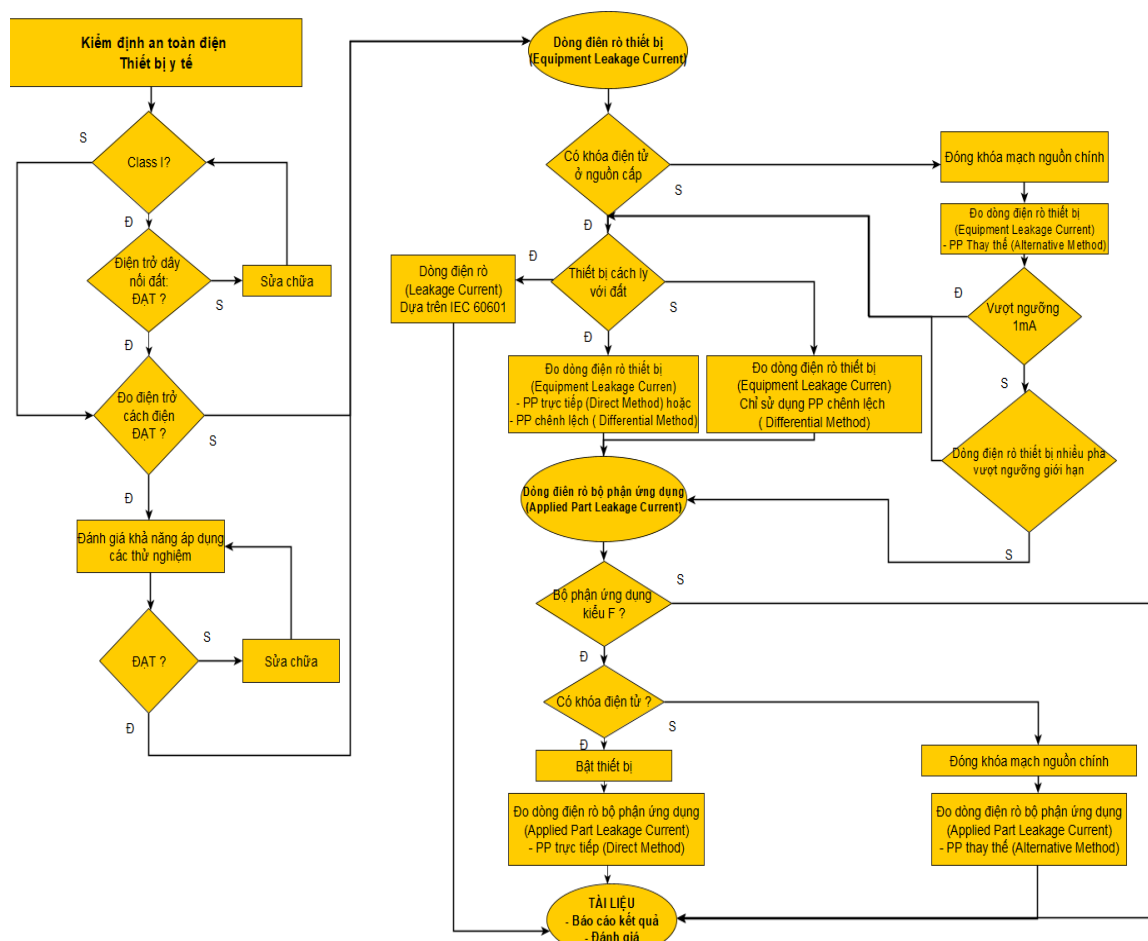 Kiểm định an toàn điện
Thiết bị y tế
S
Class I?
Đ
Điện trở dây
nối đất:
ĐẠT ?
S
Sửa chữa
Đ
Đo điện trở
cách điện
ĐẠT ?
S
Đ
Đánh giá khả năng áp dụng
các thử nghiệm
ĐẠT ?
S
Sửa chữa
Đ
Dòng điên rò thiết bị
(Equipment Leakage Current)
Có khóa điện tử
ở nguồn cấp
S
Đ
Đóng khóa mạch nguồn chính
Đo dòng điện rò thiết bị
(Equipment Leakage Current)
- PP Thay thế (Alternative Method)
Đ
Vượt ngưỡng
1mA
S
Dòng điện rò thiết bị nhiều pha
vượt ngưỡng giới hạn
S
Thiết bị cách ly
với đất
Đ
S
Đ
Dòng điện rò
(Leakage Current)
Dựa trên IEC 60601
Đo dòng điện rò thiết bị
(Equipment Leakage Curren)
- PP trực tiếp (Direct Method) hoặc
- PP chênh lệch ( Differential Method)
Đo dòng điện rò thiết bị
(Equipment Leakage Curren)
Chỉ sử dụng PP chênh lệch
( Differential Method)
Dòng điên rò bộ phận ứng dụng
(Applied Part Leakage Current)
Bộ phận ứng dụng
kiểu F ?
S
Đ
Có khóa điện tử ?
S
Đ
Bật thiết bị
Đo dòng điện rò bộ phận ứng dụng
(Applied Part Leakage Current)
- PP trực tiếp (Direct Method)
Đóng khóa mạch nguồn chính
Đo dòng điện rò bộ phận ứng dụng
(Applied Part Leakage Current)
- PP thay thế (Alternative Method)
TÀI LIỆU
- Báo cáo kết quả
- Đánh giá